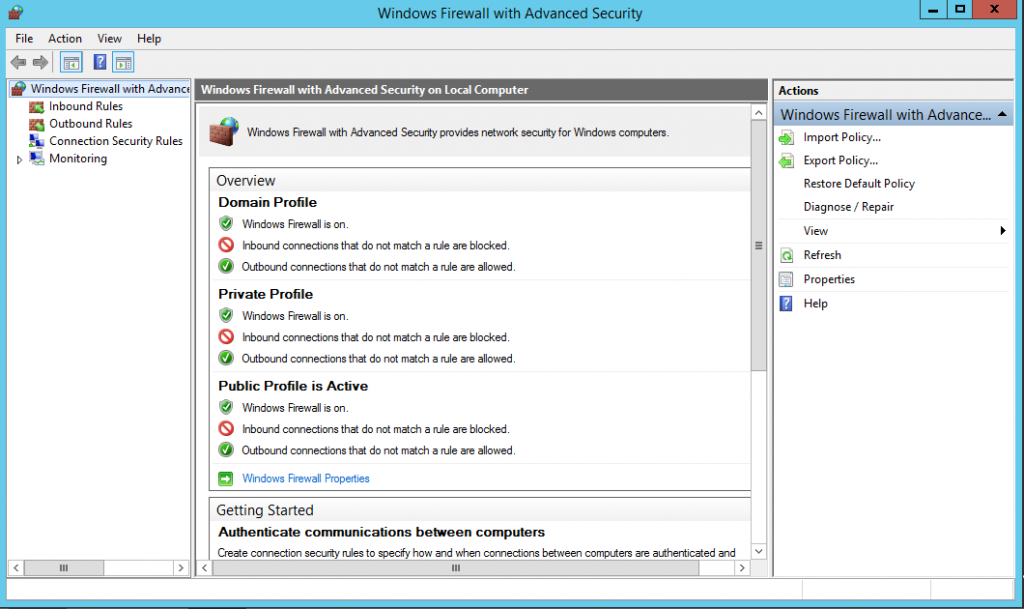 Windows Firewall with Advanced Security
File Action View Help
Windows Firewall with Advance
Inbound Rules
Outbound Rules
Connection Security Rules
Monitoring
Windows Firewall with Advanced Security on Local Computer
Windows Firewall with Advanced Security provides network security for Windows computers.
Overview
Domain Profile
Windows Firewall is on.
Inbound connections that do not match a rule are blocked.
Outbound connections that do not match a rule are allowed.
Private Profile
Windows Firewall is on.
Inbound connections that do not match a rule are blocked.
Outbound connections that do not match a rule are allowed.
Public Profile is Active
Windows Firewall is on.
Inbound connections that do not match a rule are blocked.
Outbound connections that do not match a rule are allowed.
Windows Firewall Properties
Getting Started
Authenticate communications between computers
Create connection security rules to specify how and when connections between computers are authenticated and
Actions
Windows Firewall with Advance...
Import Policy...
Export Policy...
Restore Default Policy
Diagnose / Repair
View
Refresh
Properties
Help